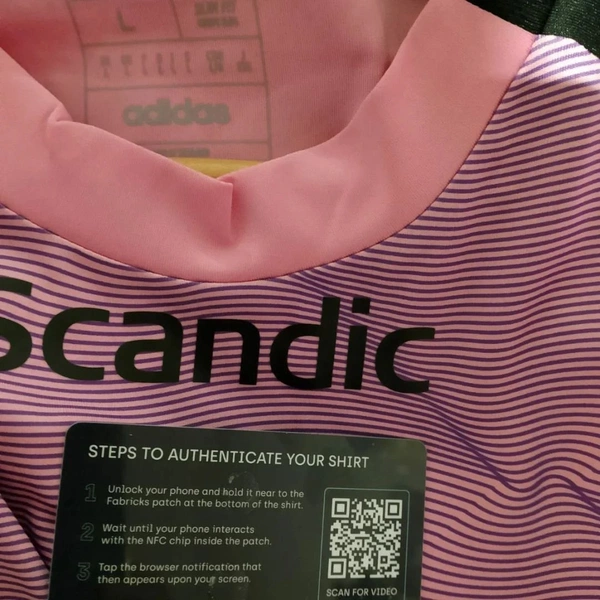 L
SLIM FIT
adidas
Scandic
STEPS TO AUTHENTICATE YOUR SHIRT
1 Unlock your phone and hold it near to the
Fabricks patch at the bottom of the shirt.
2 Wait until your phone interacts
with the NFC chip inside the patch.
3 Tap the browser notification that
then appears upon your screen.
SCAN FOR VIDEO